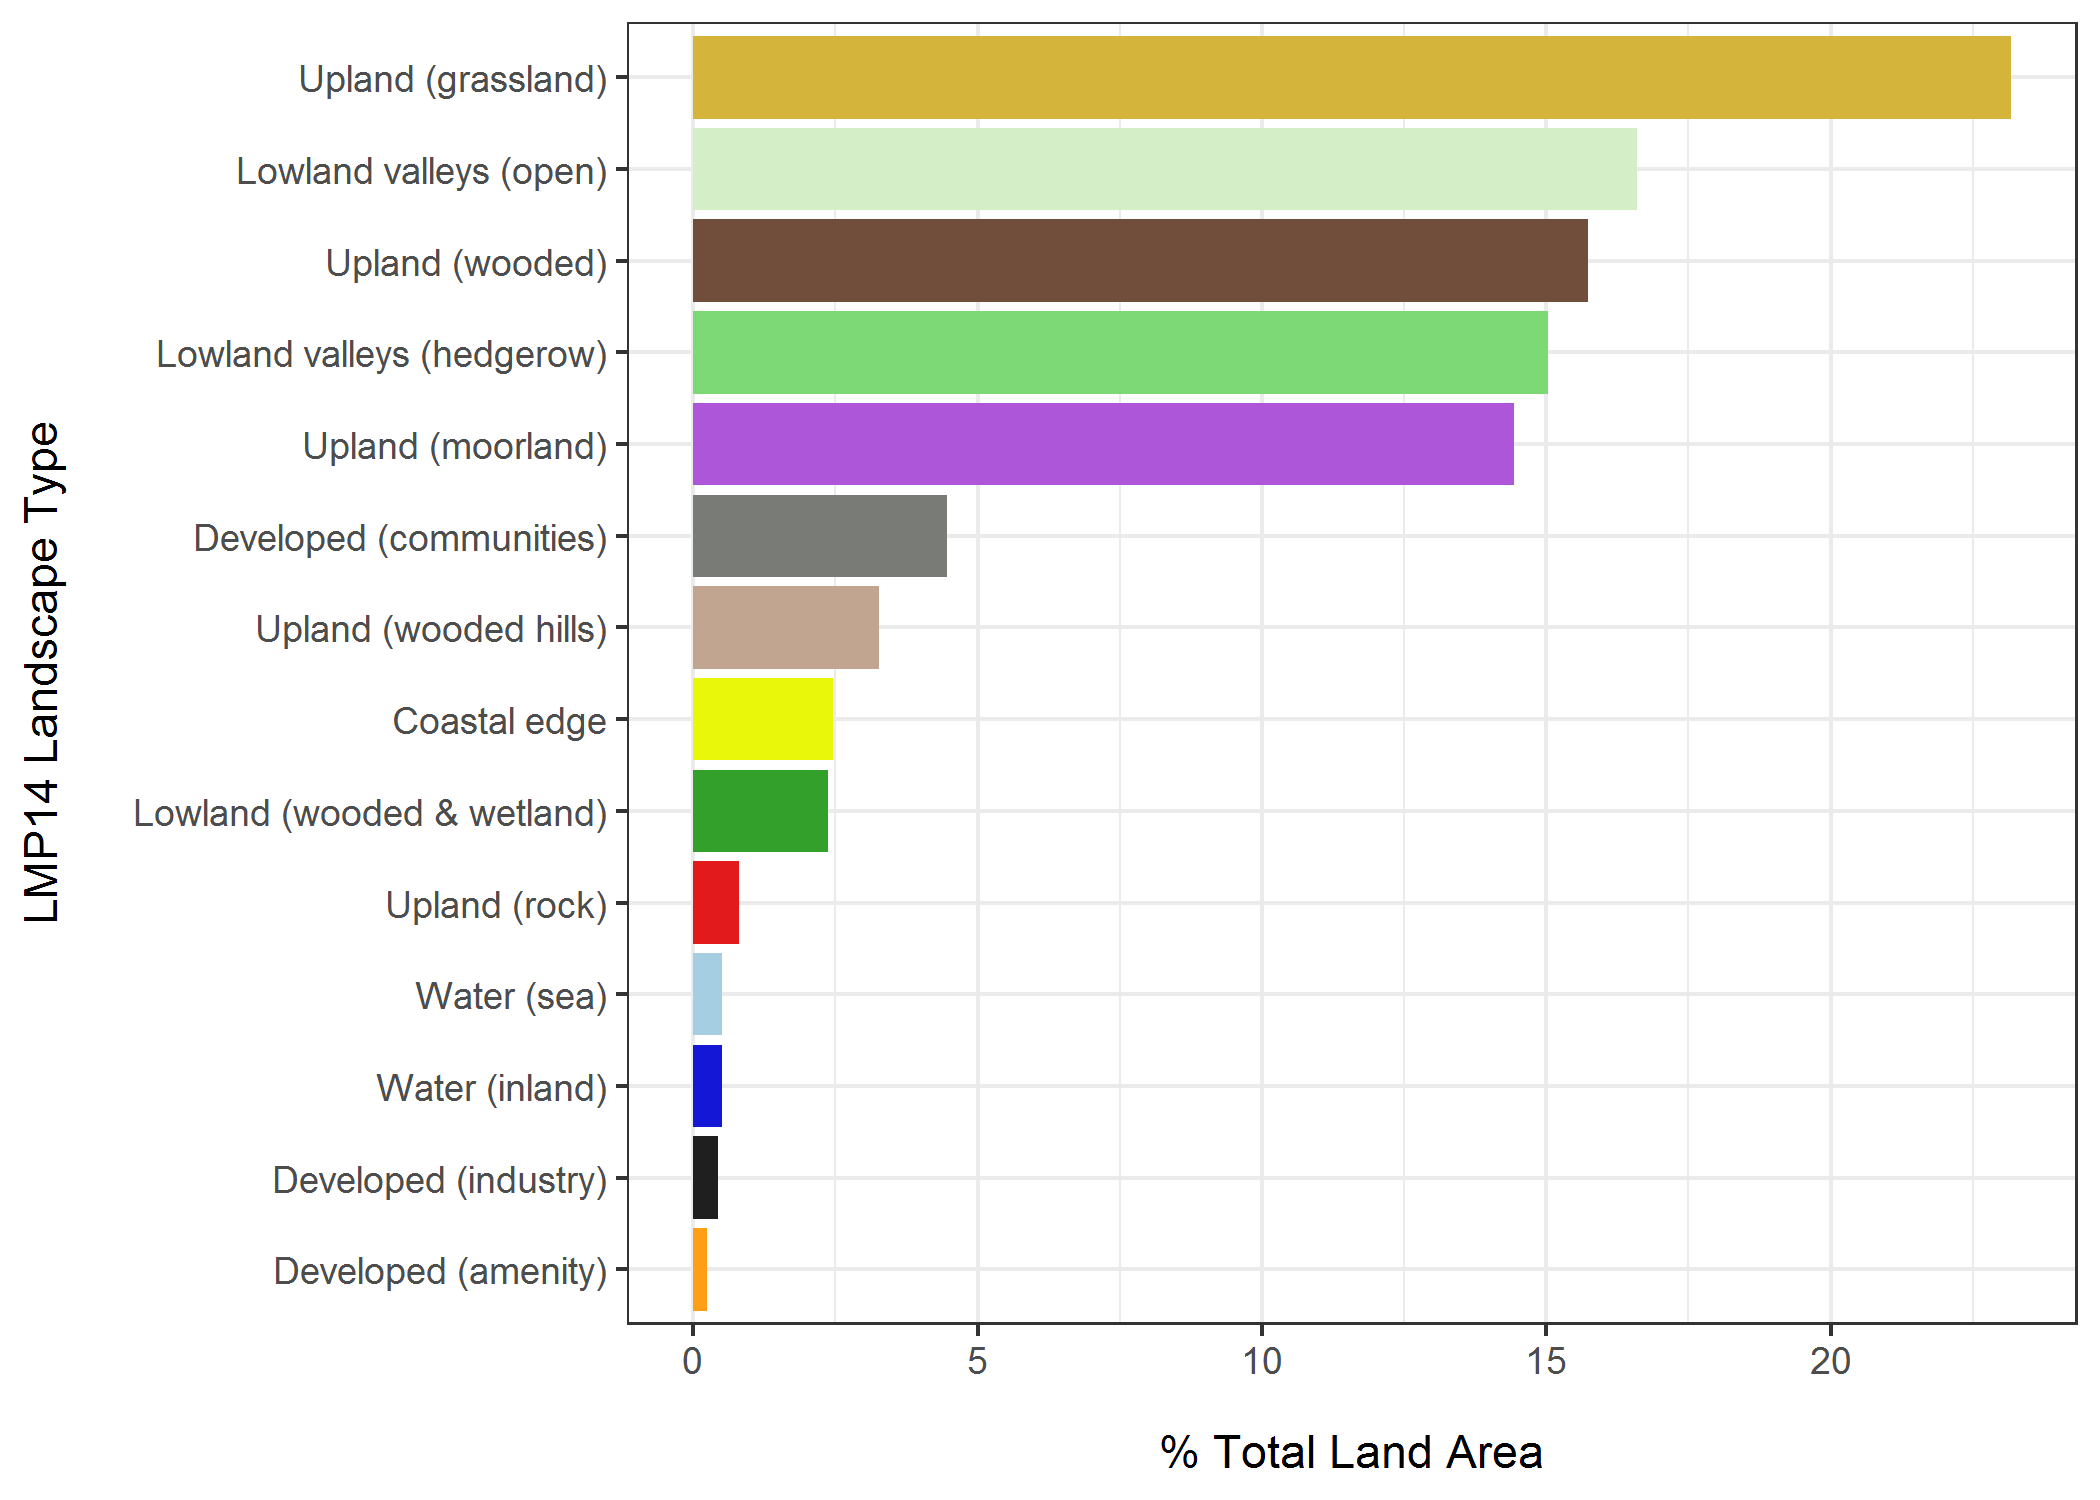 LMP14 Landscape Type
Upland (grassland)
Lowland valleys (open)
Upland (wooded)
Lowland valleys (hedgerow)
Upland (moorland)
Developed (communities)
Upland (wooded hills)
Coastal edge
Lowland (wooded & wetland)
Upland (rock)
Water (sea)
Water (inland)
Developed (industry)
Developed (amenity)
0 5 10 15 20
% Total Land Area